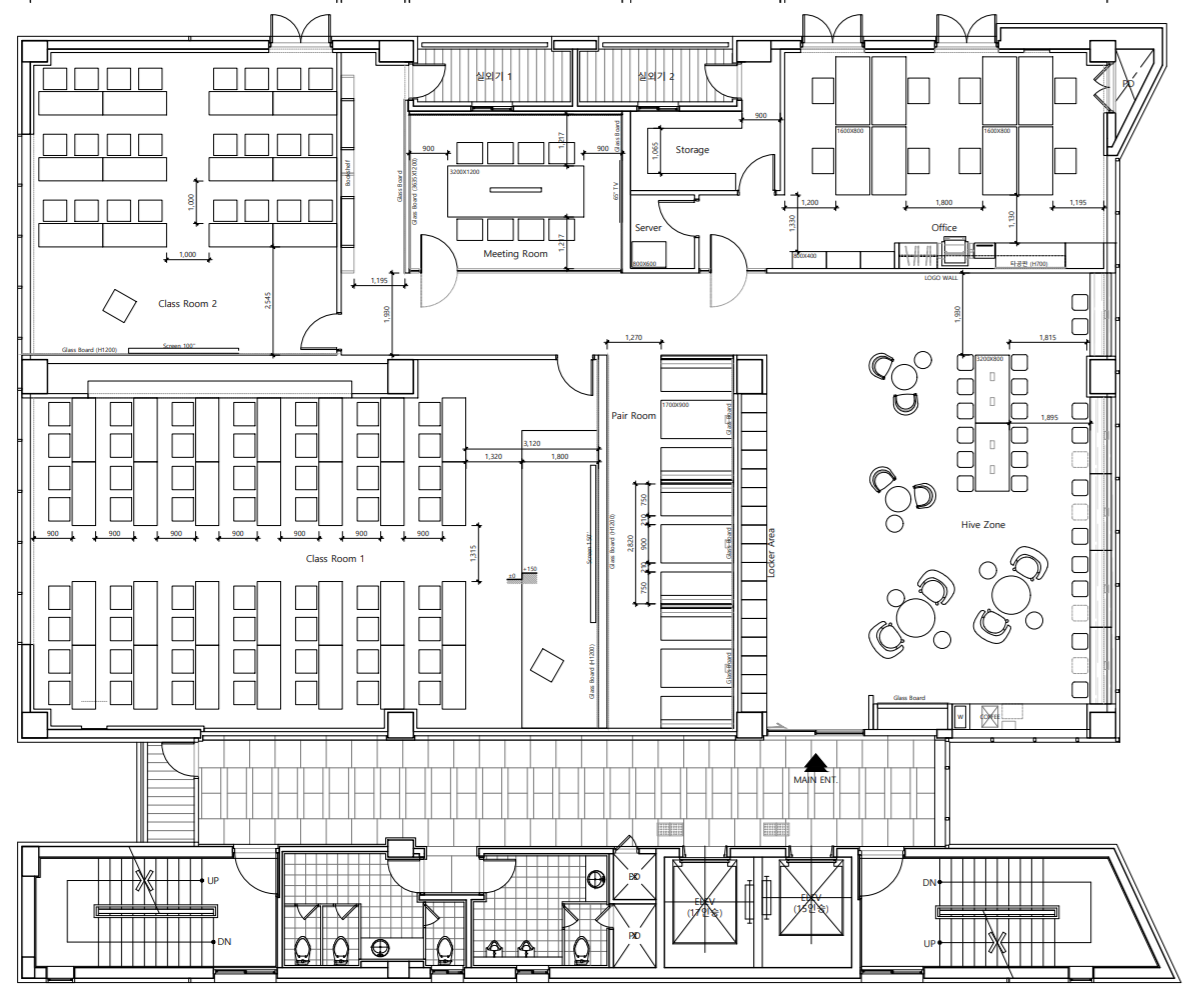 실외기 1
실외기 2
PD
900
1,217
Glass Board
900
900
1600X800
1600X800
Storage
1,065
3200X1200
Bookshelf
Glass Board
Glass Board (3635X1200)
65" TV
1,000
1,200
1,800
1,195
1,330
1,130
Server
Office
1,217
Meeting Room
1,000
800X600
800X400
타공판 (H700)
LOGO WALL
1,195
2,545
1,930
1,930
Class Room 2
Glass Board (H1200)
Screen 100"
1,270
1,815
3200X800
Pair Room
1700X900
Glass Board
1,895
3,120
1,320
1,800
750
210
Hive Zone
900
900
900
900
900
900
900
1,315
Class Room 1
Screen 150"
Glass Board (H1200)
2,820
900
Glass Board
Locker Area
±0
+150
210
750
Glass Board (H1200)
Glass Board
Glass Board
W
COFFEE
MAIN ENT.
UP
DN
PD
PD
ELEV
(17인승)
ELEV
(15인승)
DN
UP